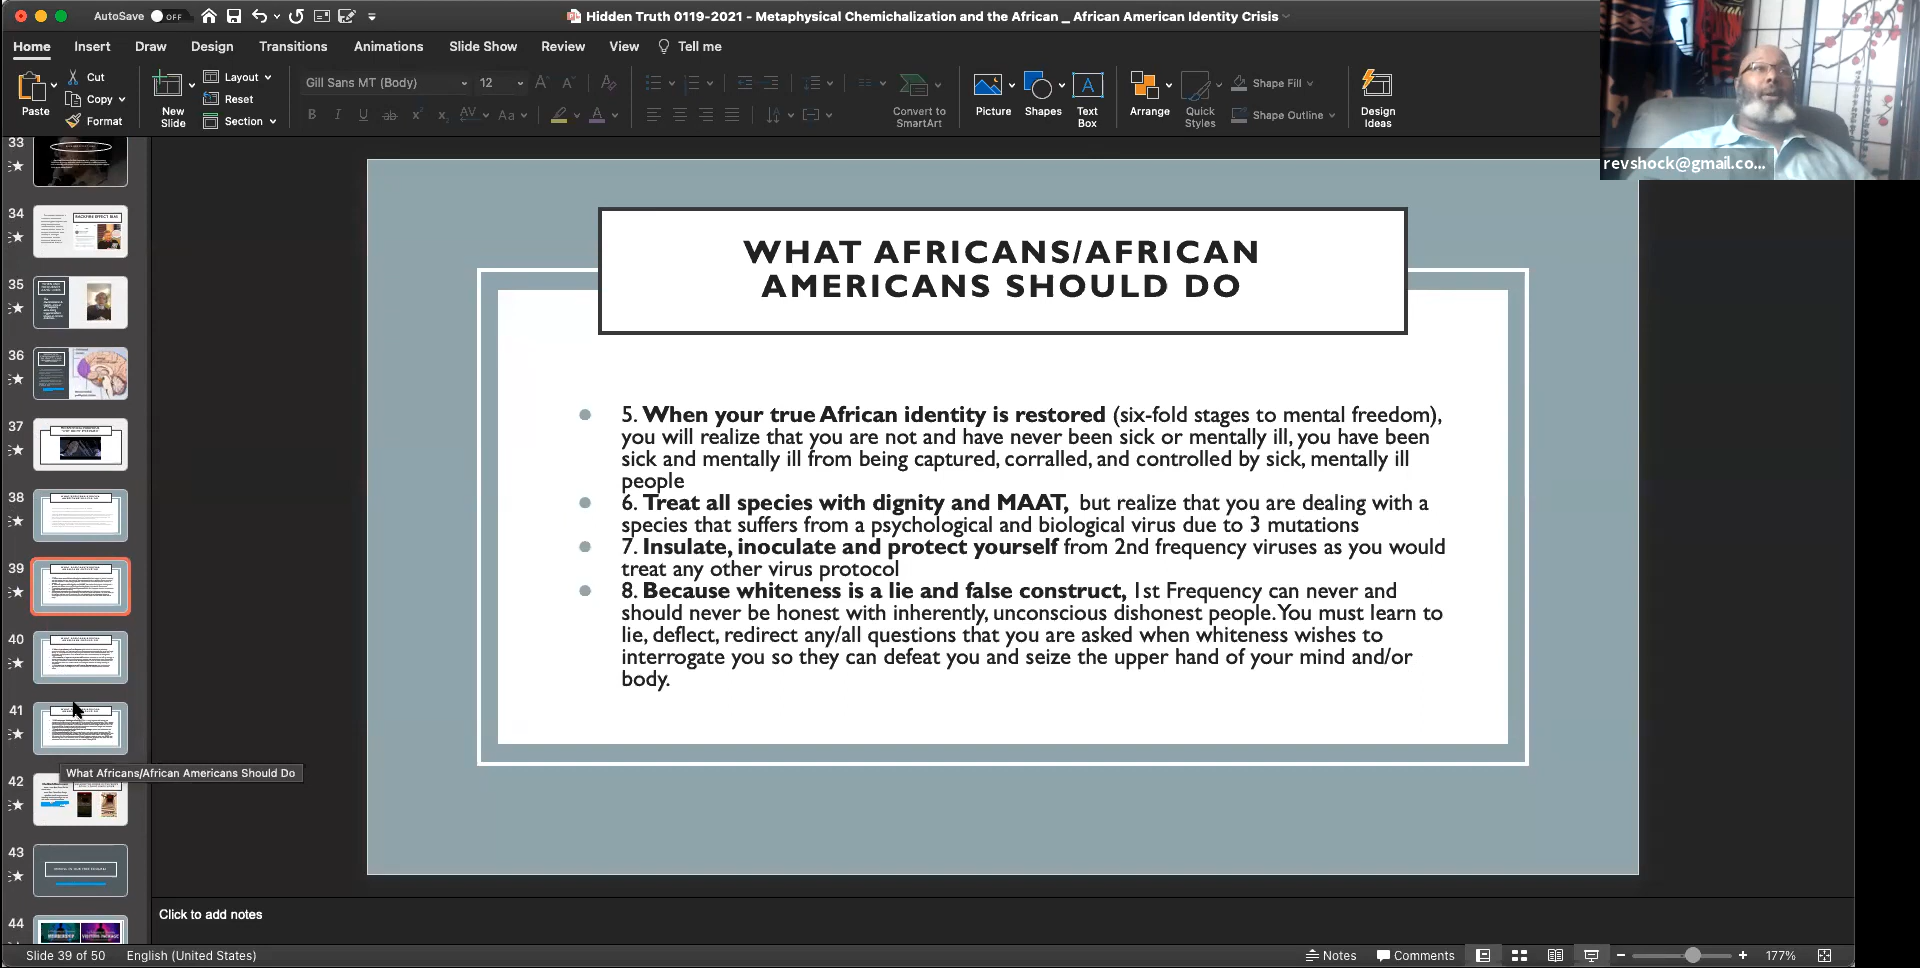 AutoSave OFF
Hidden Truth 0119-2021 - Metaphysical Chemichalization and the African _ African American Identity Crisis
Home Insert Draw Design Transitions Animations Slide Show Review View Tell me
Paste
Cut
Copy
Format
New Slide
Layout
Reset
Section
Gill Sans MT (Body) 12
Convert to SmartArt
Picture Shapes Text Box
Arrange Quick Styles
Shape Fill
Shape Outline
Design Ideas
revshock@gmail.co...
33
34
BACKFIRE EFFECT BIAS
35
36
37
38
39
40
41
What Africans/African Americans Should Do
42
43
44
WHAT AFRICANS/AFRICAN
AMERICANS SHOULD DO
5. When your true African identity is restored (six-fold stages to mental freedom),
you will realize that you are not and have never been sick or mentally ill, you have been
sick and mentally ill from being captured, corralled, and controlled by sick, mentally ill
people
6. Treat all species with dignity and MAAT, but realize that you are dealing with a
species that suffers from a psychological and biological virus due to 3 mutations
7. Insulate, inoculate and protect yourself from 2nd frequency viruses as you would
treat any other virus protocol
8. Because whiteness is a lie and false construct, 1st Frequency can never and
should never be honest with inherently, unconscious dishonest people. You must learn to
lie, deflect, redirect any/all questions that you are asked when whiteness wishes to
interrogate you so they can defeat you and seize the upper hand of your mind and/or
body.
Click to add notes
Slide 39 of 50 English (United States)
Notes Comments 177%